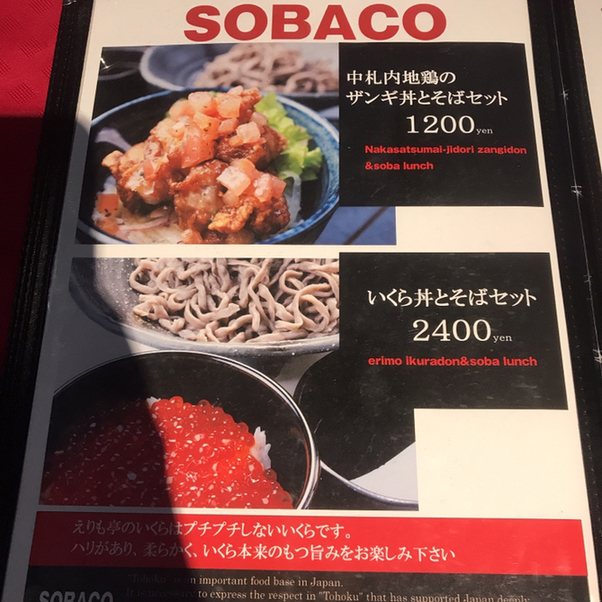 SOBACO
中札内地鶏の
ザンギ丼とそばセット
1200yen
Nakasatsumai-jidori zangidon
&soba lunch
いくら丼とそばセット
2400yen
erimo ikuradon&soba lunch
えりも亭のいくらはプチプチしないいくらです。
ハリがあり、柔らかく、いくら本来のもつ旨みをお楽しみ下さい
"Tohoku" is an important food base in Japan.
SOBACO
It is necessary to express the respect in "Tohoku" that has supported Japan deeply